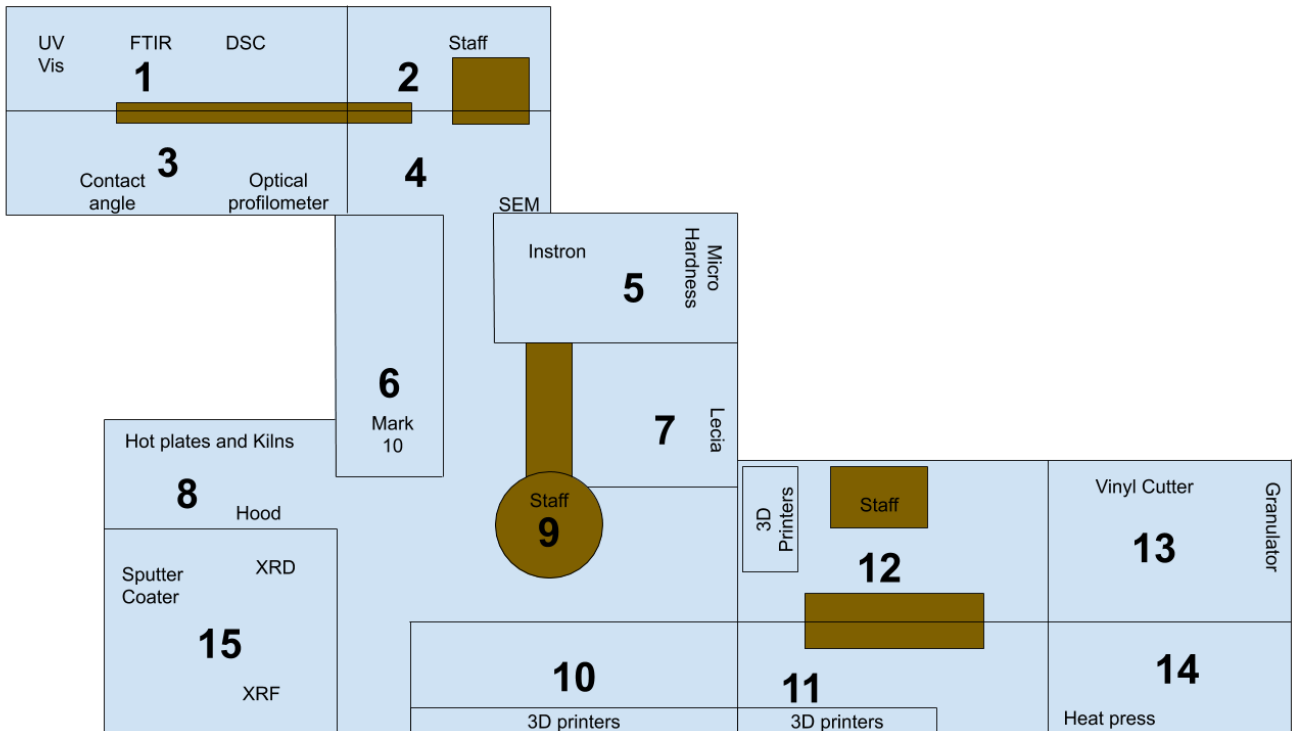 UV
Vis
FTIR
DSC
Staff
1
2
3
4
Contact
angle
Optical
profilometer
SEM
Instron
5
Micro
Hardness
6
Mark
10
7
Lecia
Hot plates and Kilns
8
Hood
Staff
9
3D
Printers
Staff
12
Vinyl Cutter
13
Granulator
Sputter
Coater
XRD
15
XRF
10
3D printers
11
3D printers
14
Heat press